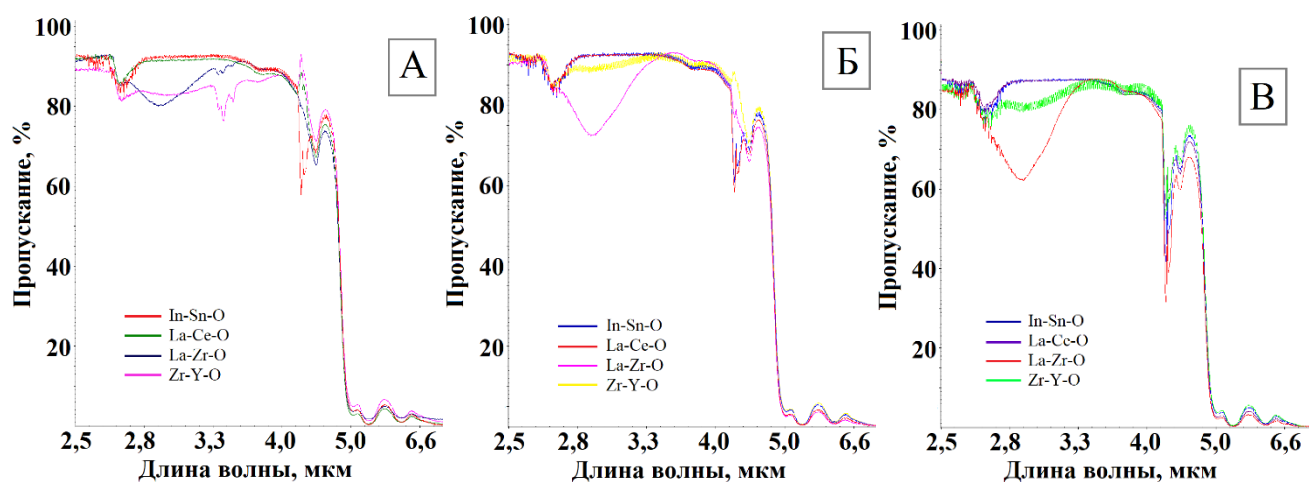 100
80
60
40
20
Пропускание, %
А
In-Sn-O
La-Ce-O
La-Zr-O
Zr-Y-O
2,5 2,8 3,3 4,0 5,0 6,6
Длина волны, мкм
100
80
60
40
20
Пропускание, %
Б
In-Sn-O
La-Ce-O
La-Zr-O
Zr-Y-O
2,5 2,8 3,3 4,0 5,0 6,6
Длина волны, мкм
100
80
60
40
20
Пропускание, %
В
In-Sn-O
La-Ce-O
La-Zr-O
Zr-Y-O
2,5 2,8 3,3 4,0 5,0 6,6
Длина волны, мкм